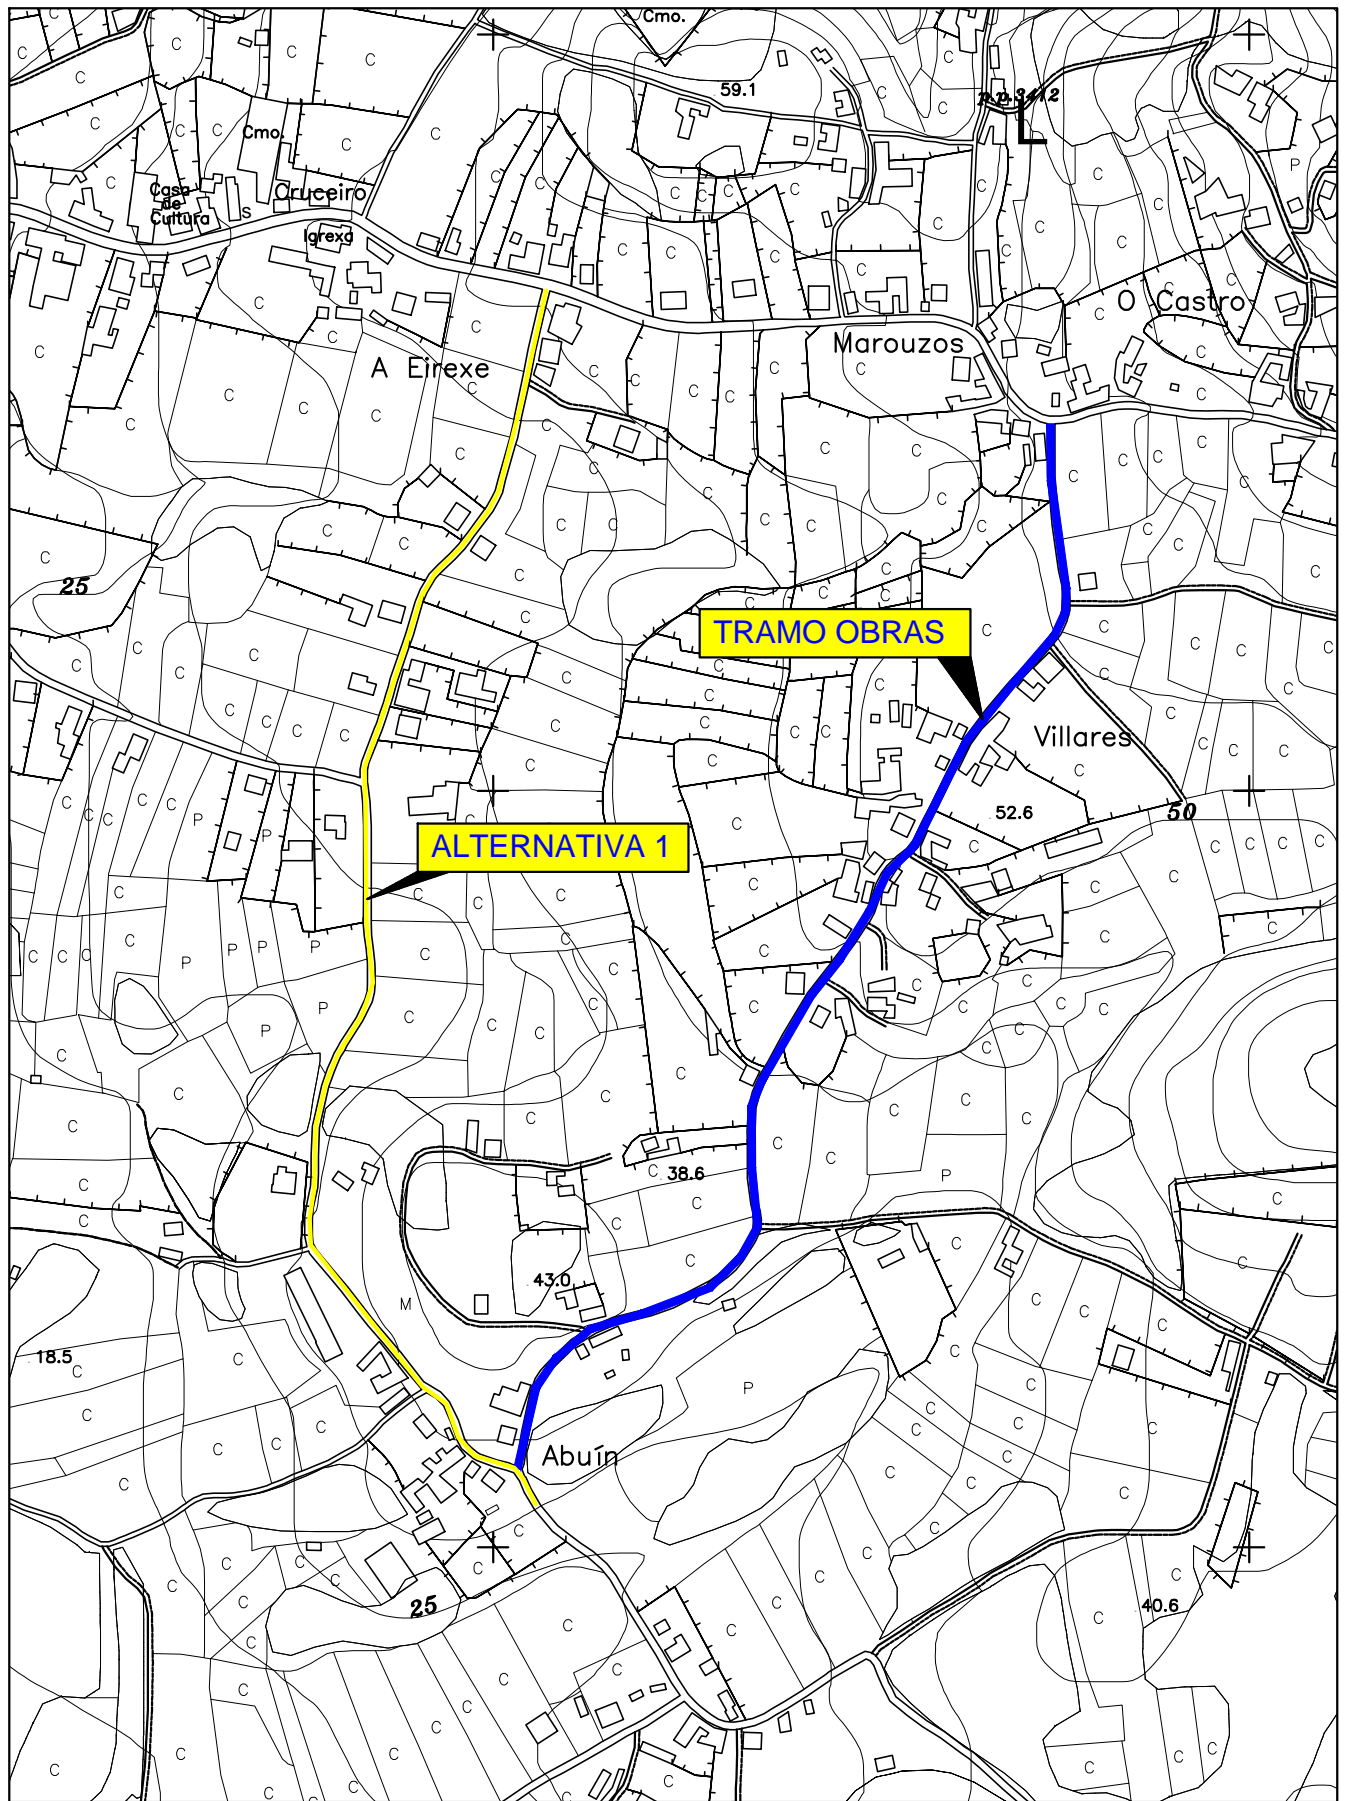 Cmo.
59.1
p.p.3412
Cmo.
Casa
de
Cultura
S
Cruceiro
Igrexa
O Castro
Marouzos
A Eirexe
25
TRAMO OBRAS
Villares
52.6
50
ALTERNATIVA 1
38.6
43.0
M
18.5
P
Abuín
25
40.6
C